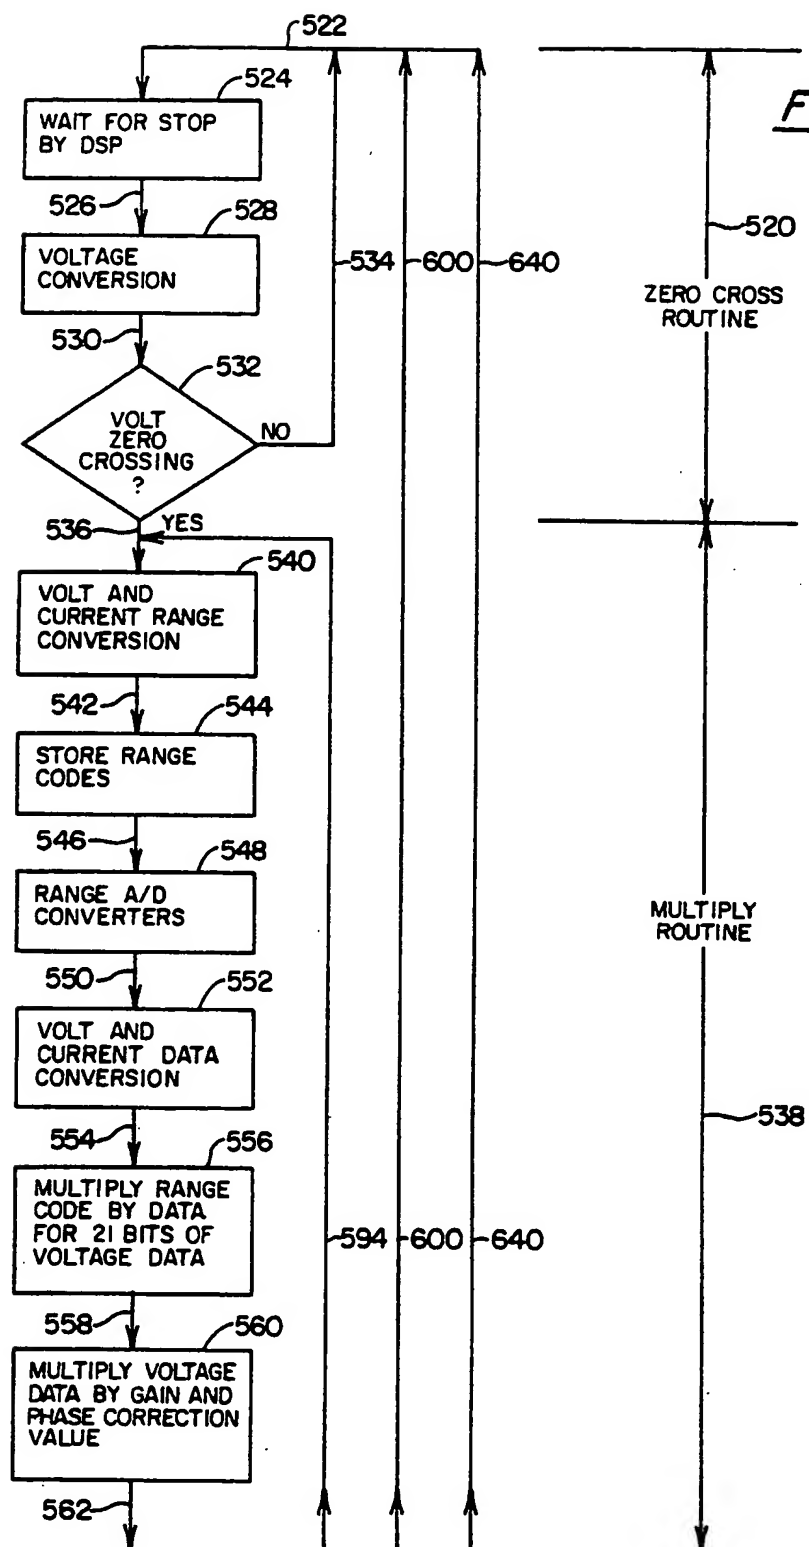 522
524
F
WAIT FOR STOP
BY DSP
526
528
520
VOLTAGE
CONVERSION
534
600
640
ZERO CROSS
ROUTINE
530
532
VOLT
ZERO
CROSSING
?
NO
536
YES
540
VOLT AND
CURRENT RANGE
CONVERSION
542
544
STORE RANGE
CODES
546
548
RANGE A/D
CONVERTERS
MULTIPLY
ROUTINE
550
552
VOLT AND
CURRENT DATA
CONVERSION
538
554
556
MULTIPLY RANGE
CODE BY DATA
FOR 21 BITS OF
VOLTAGE DATA
594
600
640
558
560
MULTIPLY VOLTAGE
DATA BY GAIN AND
PHASE CORRECTION
VALUE
562